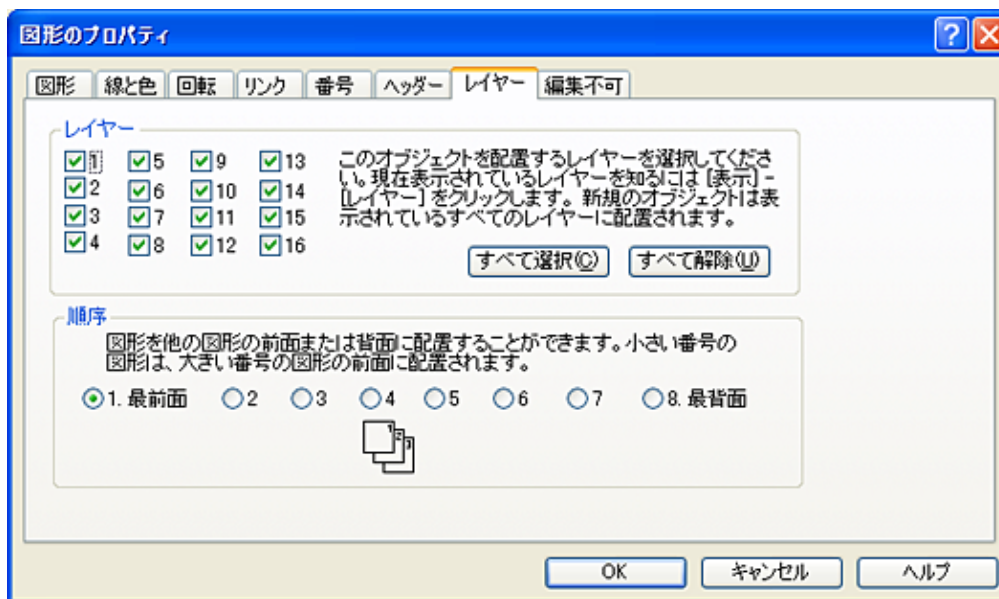 図形のプロパティ
図形 線と色 回転 リンク 番号 ヘッダー レイヤー 編集不可
レイヤー
1 5 9 13
2 6 10 14
3 7 11 15
4 8 12 16
このオブジェクトを配置するレイヤーを選択してくださ
い。現在表示されているレイヤーを知るには [表示] -
[レイヤー] をクリックします。新規のオブジェクトは表
示されているすべてのレイヤーに配置されます。
すべて選択(C) すべて解除(U)
順序
図形を他の図形の前面または背面に配置することができます。小さい番号の
図形は、大きい番号の図形の前面に配置されます。
1. 最前面 2 3 4 5 6 7 8. 最背面
1 2 3
OK キャンセル ヘルプ